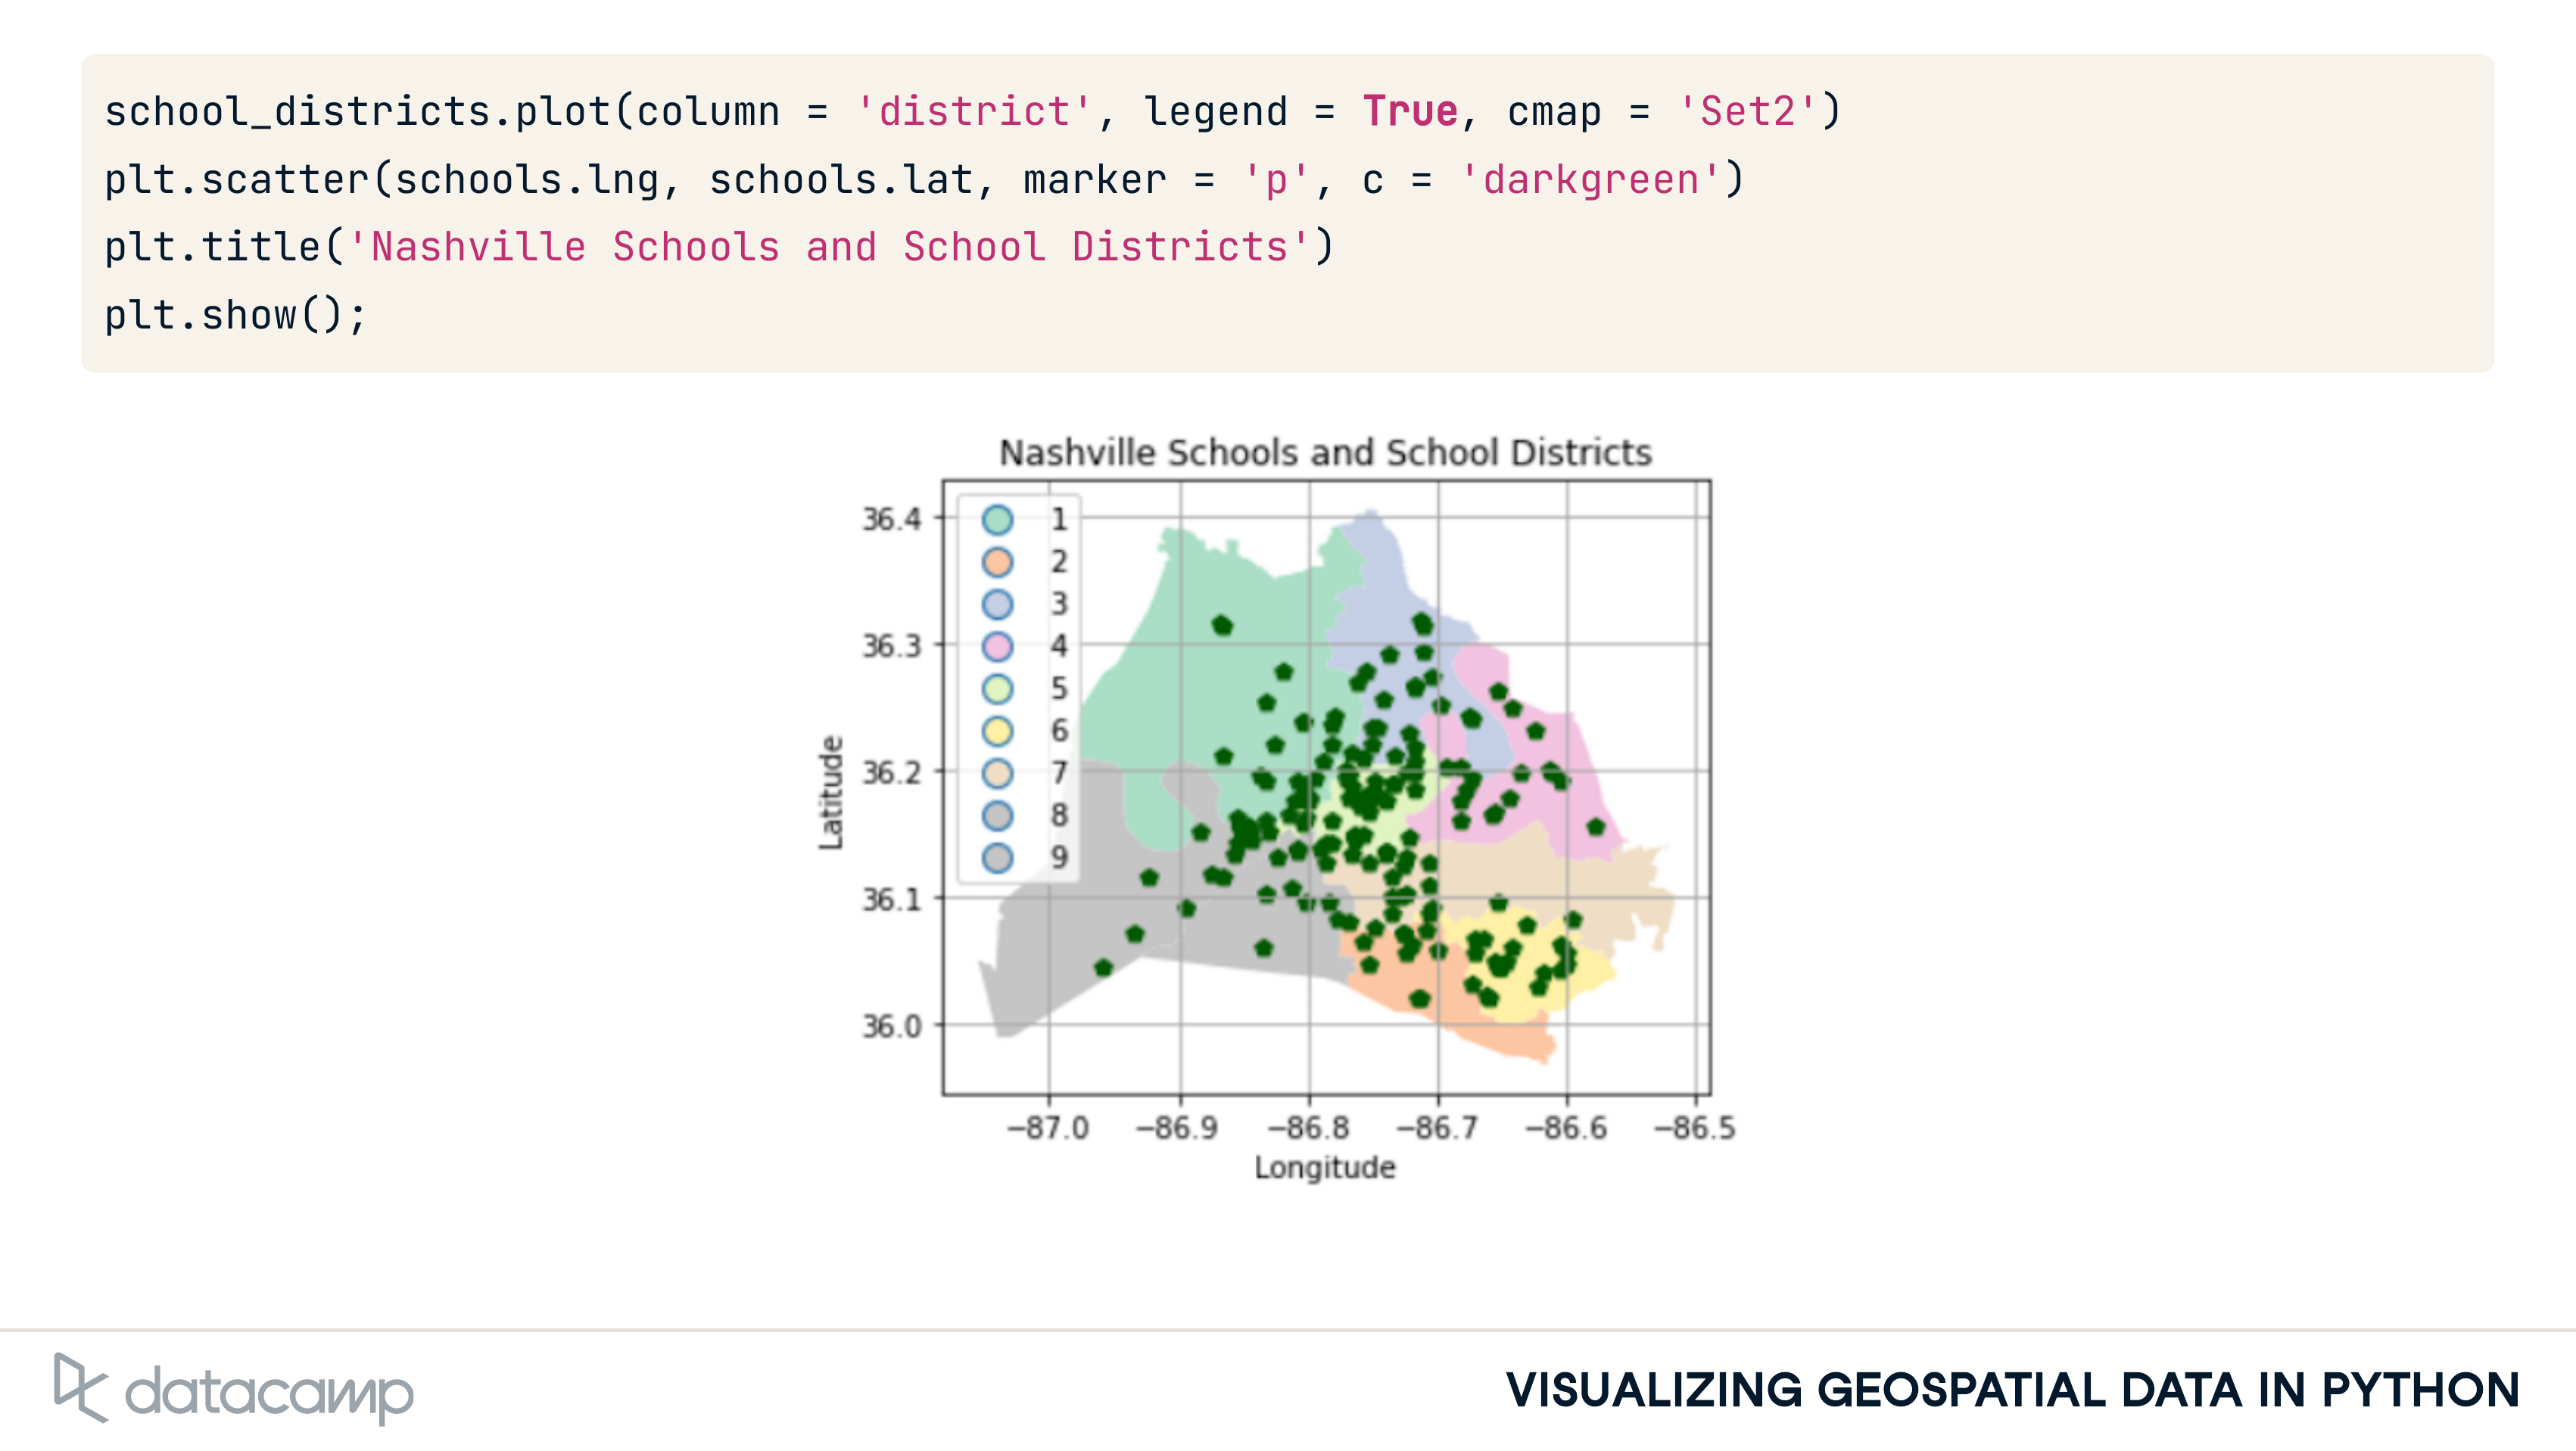 school_districts.plot(column = 'district', legend = True, cmap = 'Set2')
plt.scatter(schools.lng, schools.lat, marker = 'p', c = 'darkgreen')
plt.title('Nashville Schools and School Districts')
plt.show();
Nashville Schools and School Districts
1
2
3
4
5
6
7
8
9
36.4
36.3
36.2
36.1
36.0
Latitude
−87.0 −86.9 −86.8 −86.7 −86.6 −86.5
Longitude
datacamp
VISUALIZING GEOSPATIAL DATA IN PYTHON